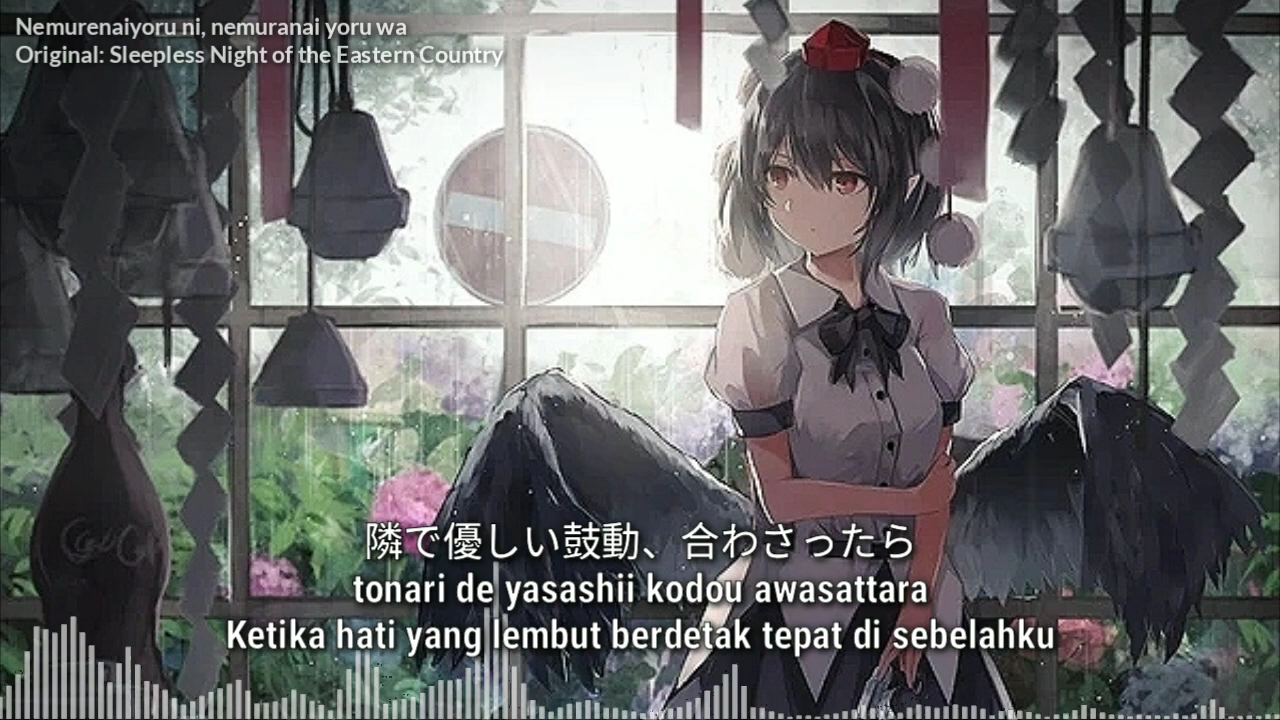 Nemurenaiyoru ni, nemuranai yoru wa
Original: Sleepless Night of the Eastern Country
隣で優しい鼓動、合わさったら
tonari de yasashii kodou awasattara
Ketika hati yang lembut berdetak tepat di sebelahku